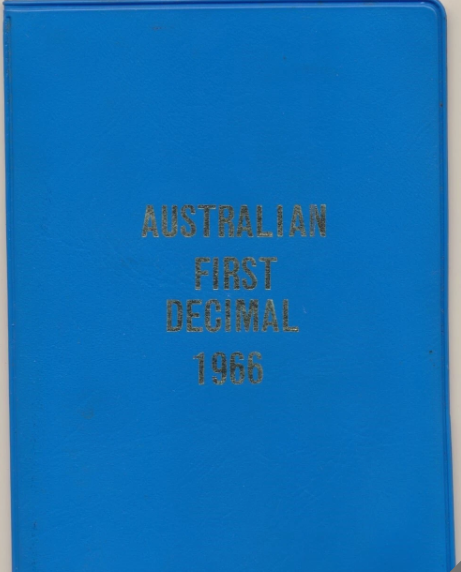 AUSTRALIAN
FIRST
DECIMAL
1966